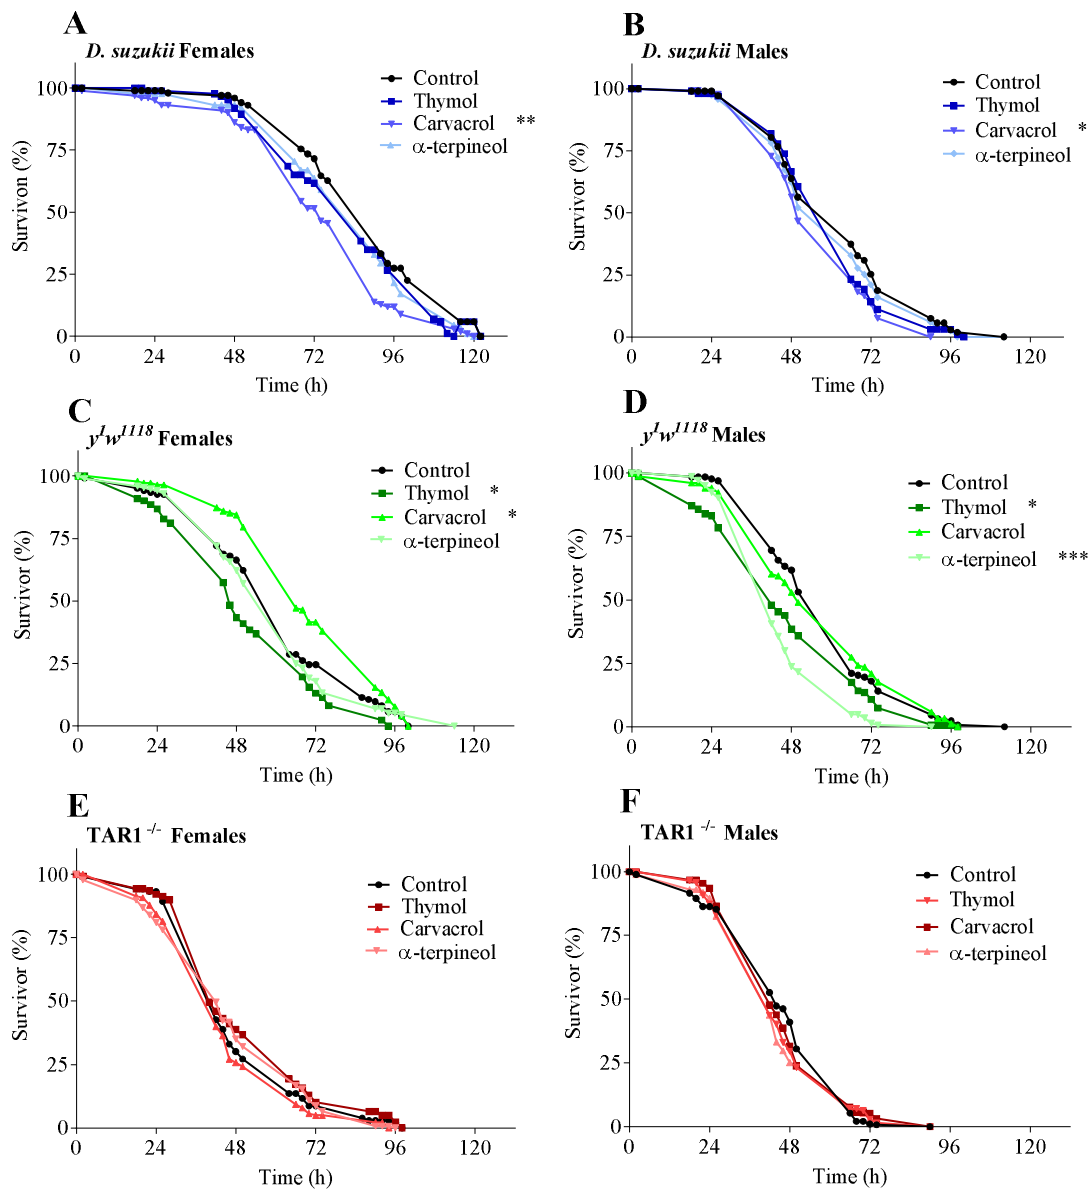 A
D. suzukii Females
Control
Thymol
Carvacrol **
α-terpineol
Survivon (%)
100
75
50
25
0
0 24 48 72 96 120
Time (h)
B
D. suzukii Males
Control
Thymol
Carvacrol *
α-terpineol
Survivor (%)
100
75
50
25
0
0 24 48 72 96 120
Time (h)
C
y¹w¹¹¹⁸ Females
Control
Thymol *
Carvacrol *
α-terpineol
Survivor (%)
100
75
50
25
0
0 24 48 72 96 120
Time (h)
D
y¹w¹¹¹⁸ Males
Control
Thymol *
Carvacrol
α-terpineol ***
Survivor (%)
100
75
50
25
0
0 24 48 72 96 120
Time (h)
E
TAR1 ⁻/⁻ Females
Control
Thymol
Carvacrol
α-terpineol
Survivor (%)
100
75
50
25
0
0 24 48 72 96 120
Time (h)
F
TAR1 ⁻/⁻ Males
Control
Thymol
Carvacrol
α-terpineol
Survivor (%)
100
75
50
25
0
0 24 48 72 96 120
Time (h)